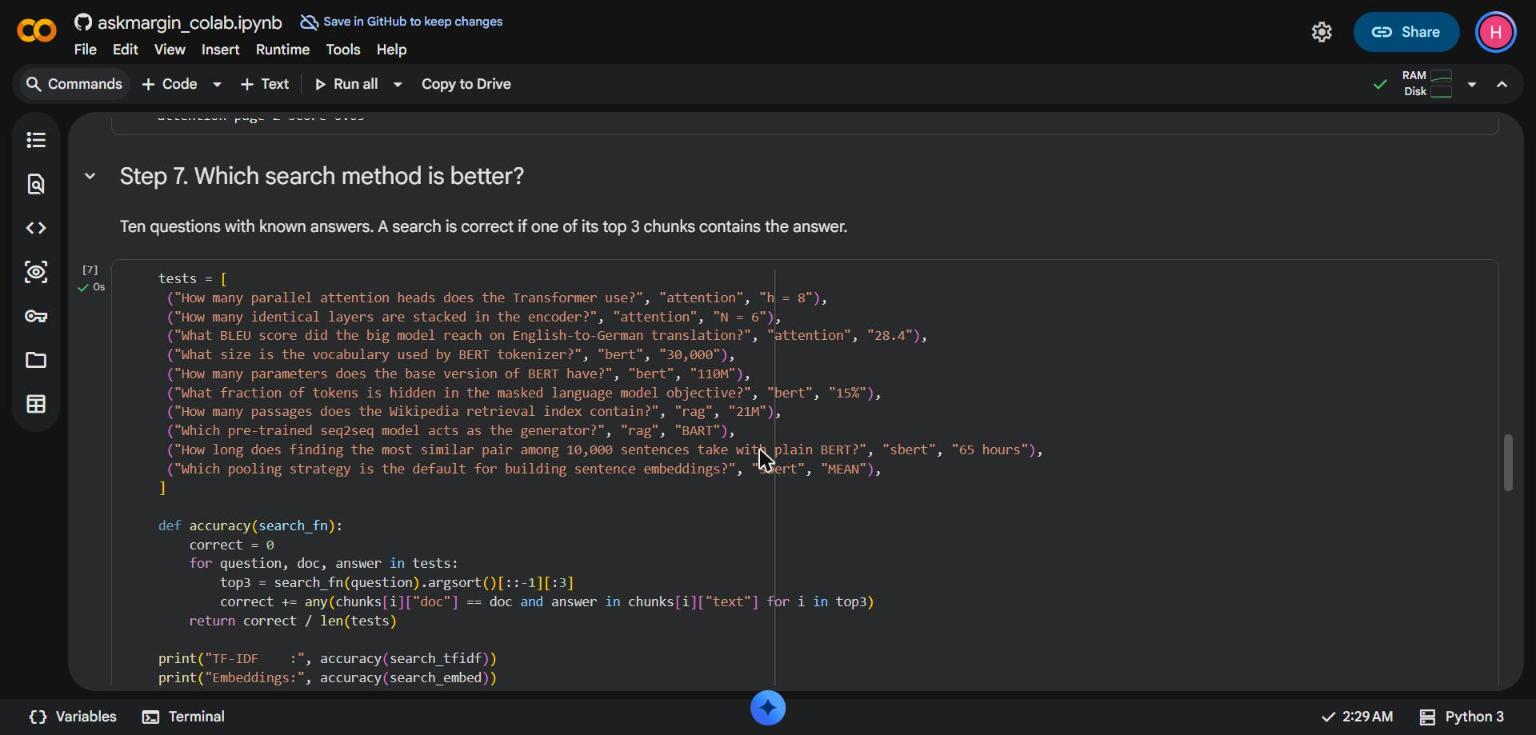 askmargin_colab.ipynb
Save in GitHub to keep changes
File Edit View Insert Runtime Tools Help
Share
H
Commands + Code + Text Run all Copy to Drive
RAM
Disk
Step 7. Which search method is better?
Ten questions with known answers. A search is correct if one of its top 3 chunks contains the answer.
[7]
0s
tests = [
("How many parallel attention heads does the Transformer use?", "attention", "h = 8"),
("How many identical layers are stacked in the encoder?", "attention", "N = 6"),
("What BLEU score did the big model reach on English-to-German translation?", "attention", "28.4"),
("What size is the vocabulary used by BERT tokenizer?", "bert", "30,000"),
("How many parameters does the base version of BERT have?", "bert", "110M"),
("What fraction of tokens is hidden in the masked language model objective?", "bert", "15%"),
("How many passages does the Wikipedia retrieval index contain?", "rag", "21M"),
("Which pre-trained seq2seq model acts as the generator?", "rag", "BART"),
("How long does finding the most similar pair among 10,000 sentences take with plain BERT?", "sbert", "65 hours"),
("Which pooling strategy is the default for building sentence embeddings?", "sbert", "MEAN"),
]
def accuracy(search_fn):
correct = 0
for question, doc, answer in tests:
top3 = search_fn(question).argsort()[::-1][:3]
correct += any(chunks[i]["doc"] == doc and answer in chunks[i]["text"] for i in top3)
return correct / len(tests)
print("TF-IDF    :", accuracy(search_tfidf))
print("Embeddings:", accuracy(search_embed))
Variables Terminal
2:29 AM Python 3